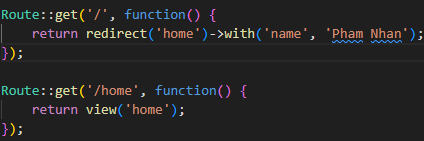 Route::get('/', function() {
    return redirect('home')->with('name', 'Pham Nhan');
});

Route::get('/home', function() {
    return view('home');
});